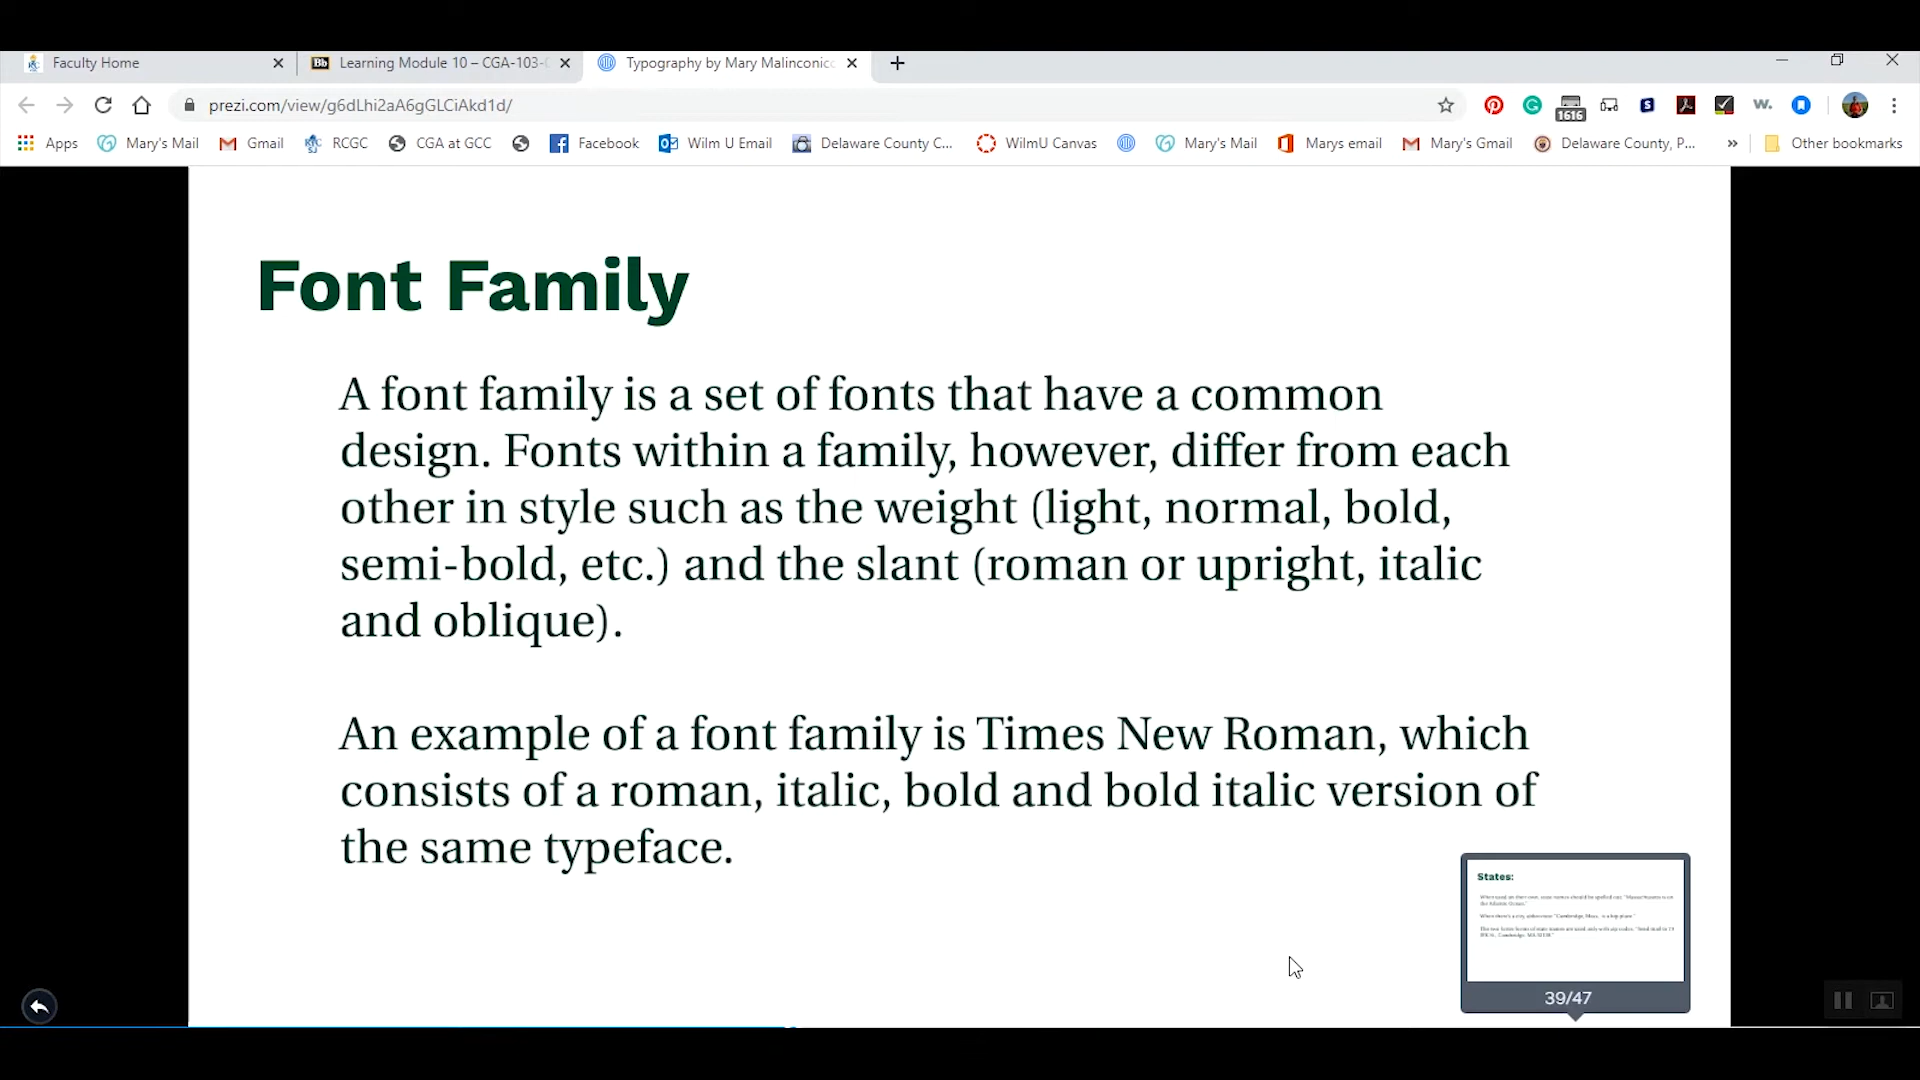 Faculty Home
Learning Module 10 – CGA-103-
Typography by Mary Malinconico
prezi.com/view/g6dLhi2aA6gGLCiAkd1d/
1616
Apps
Mary's Mail
Gmail
RCGC
CGA at GCC
Facebook
Wilm U Email
Delaware County C...
WilmU Canvas
Mary's Mail
Marys email
Mary's Gmail
Delaware County, P...
Other bookmarks
Font Family
A font family is a set of fonts that have a common
design. Fonts within a family, however, differ from each
other in style such as the weight (light, normal, bold,
semi-bold, etc.) and the slant (roman or upright, italic
and oblique).
An example of a font family is Times New Roman, which
consists of a roman, italic, bold and bold italic version of
the same typeface.
States:
39/47